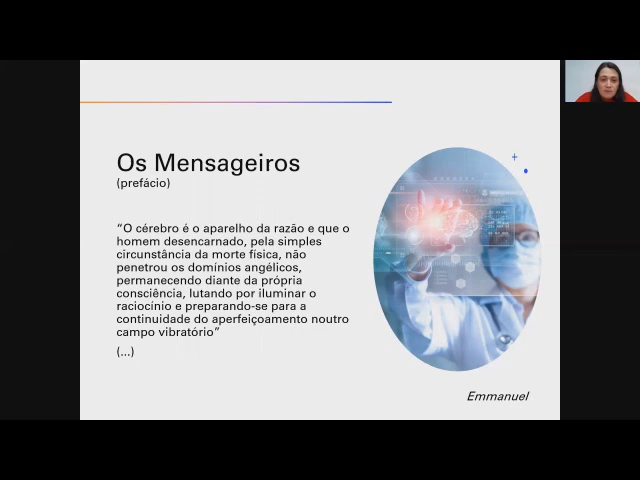 Os Mensageiros
(prefácio)
“O cérebro é o aparelho da razão e que o
homem desencarnado, pela simples
circunstância da morte física, não
penetrou os domínios angélicos,
permanecendo diante da própria
consciência, lutando por iluminar o
raciocínio e preparando-se para a
continuidade do aperfeiçoamento noutro
campo vibratório”
(...)
Emmanuel